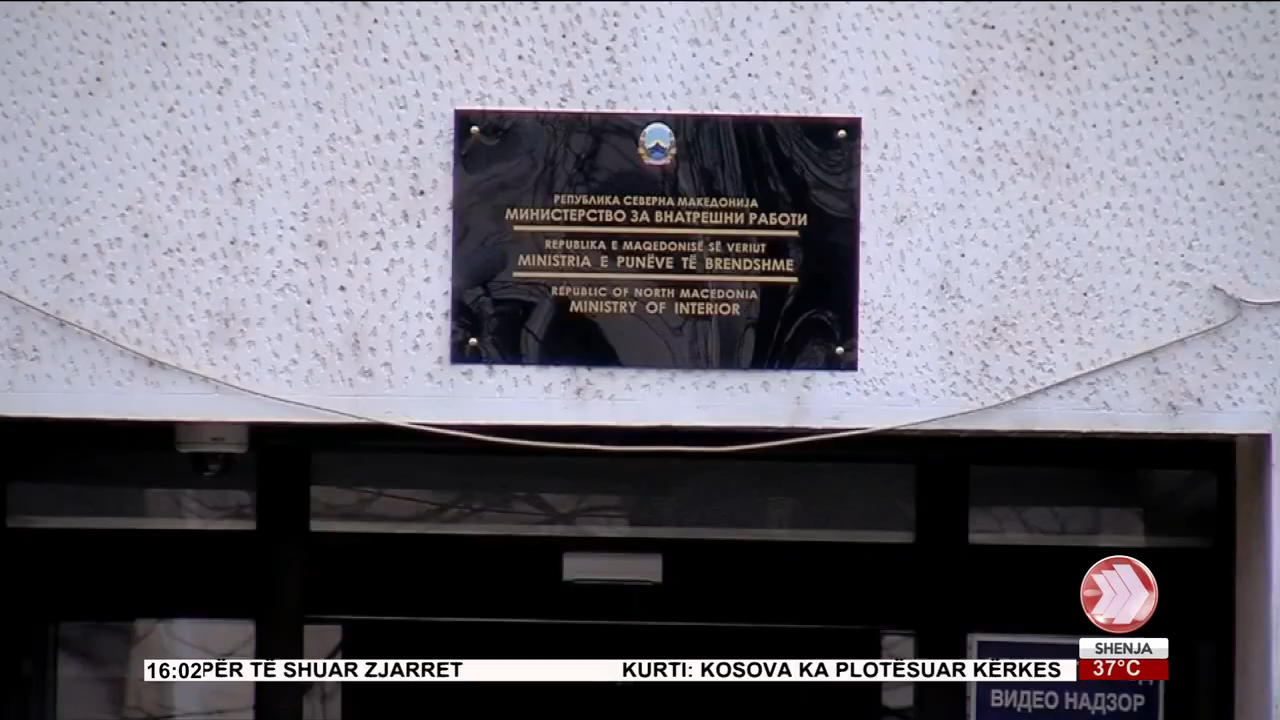 РЕПУБЛИКА СЕВЕРНА МАКЕДОНИЈА
МИНИСТЕРСТВО ЗА ВНАТРЕШНИ РАБОТИ
REPUBLIKA E MAQEDONISË SË VERIUT
MINISTRIA E PUNËVE TË BRENDSHME
REPUBLIC OF NORTH MACEDONIA
MINISTRY OF INTERIOR
SHENJA
37°C
16:02 PËR TË SHUAR ZJARRET KURTI: KOSOVA KA PLOTËSUAR KËRKES
ВИДЕО НАДЗОР